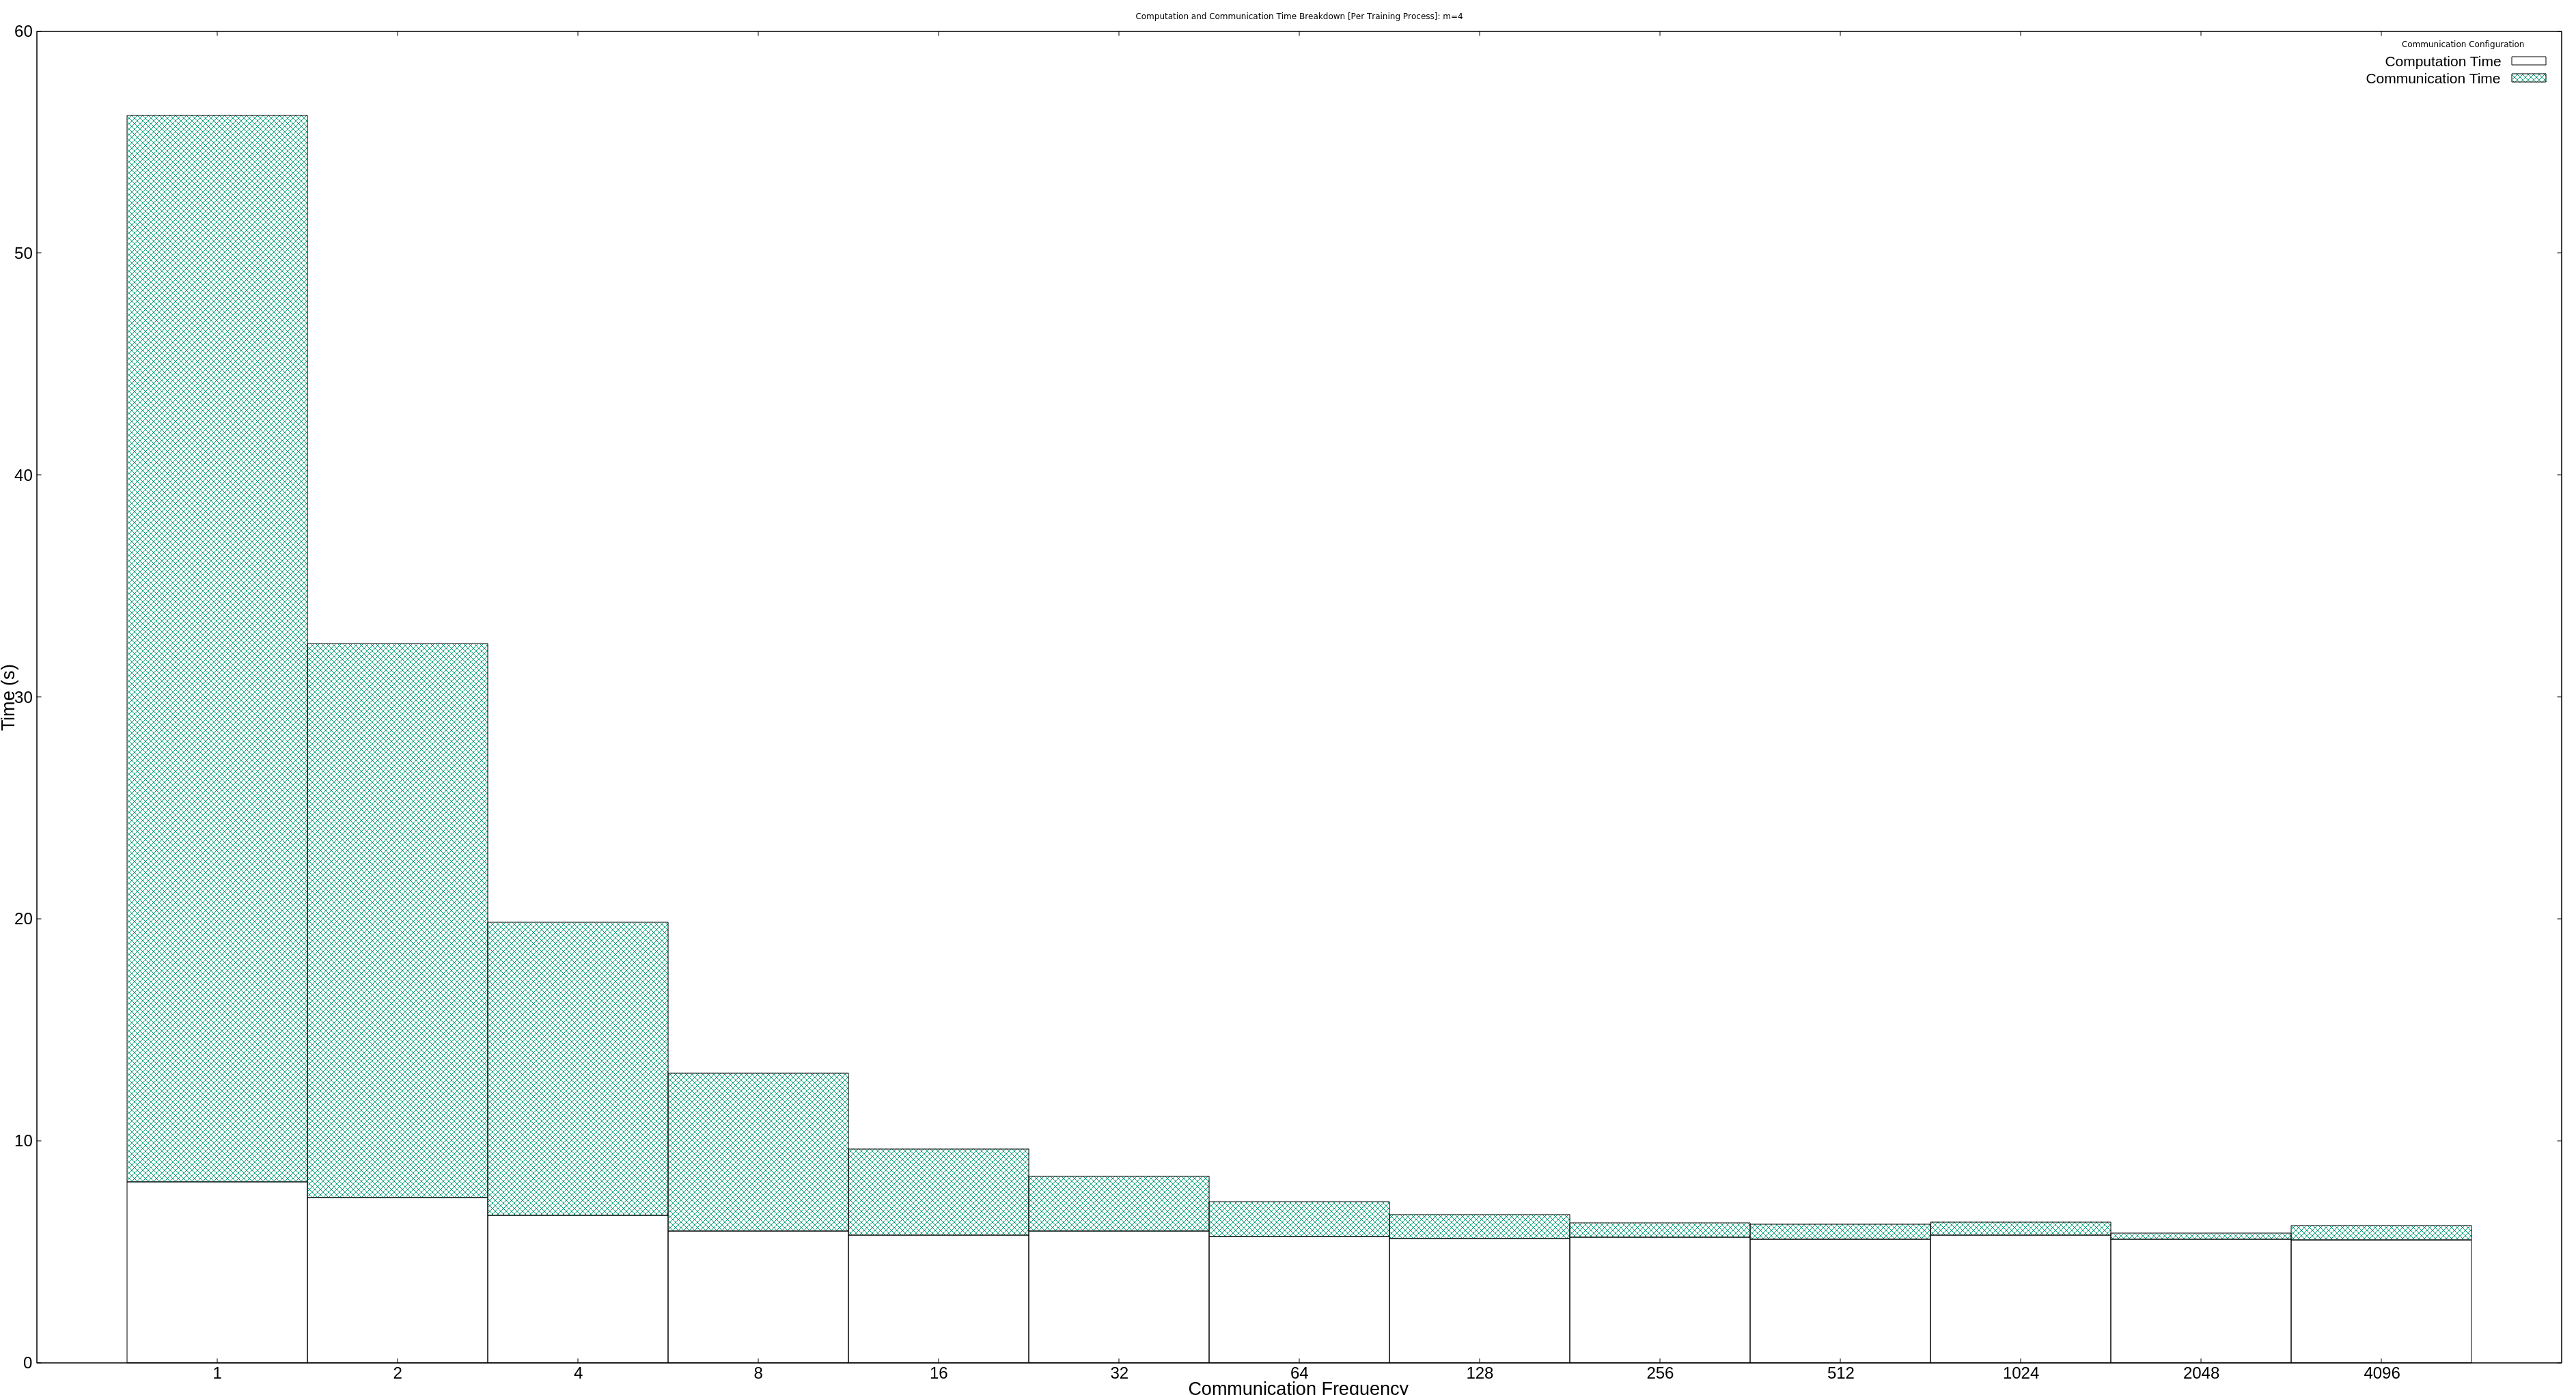 Computation and Communication Time Breakdown [Per Training Process]: m=4
Communication Configuration
Computation Time
Communication Time
60
50
40
30
20
10
0
Time (s)
1 2 4 8 16 32 64 128 256 512 1024 2048 4096
Communication Frequency